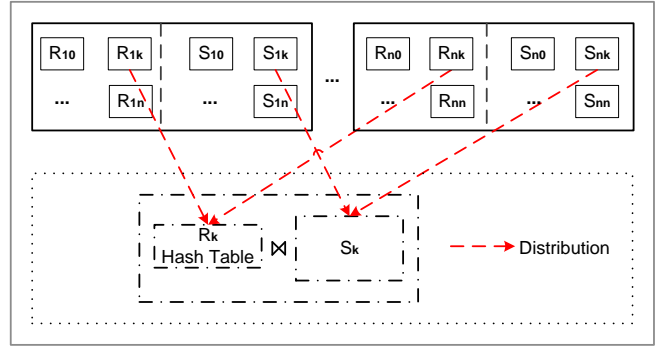 R10 R1k S10 S1k Rn0 Rnk Sn0 Snk
... R1n ... S1n ... ... Rnn ... Snn
Rk
Hash Table ⋈ Sk
Distribution